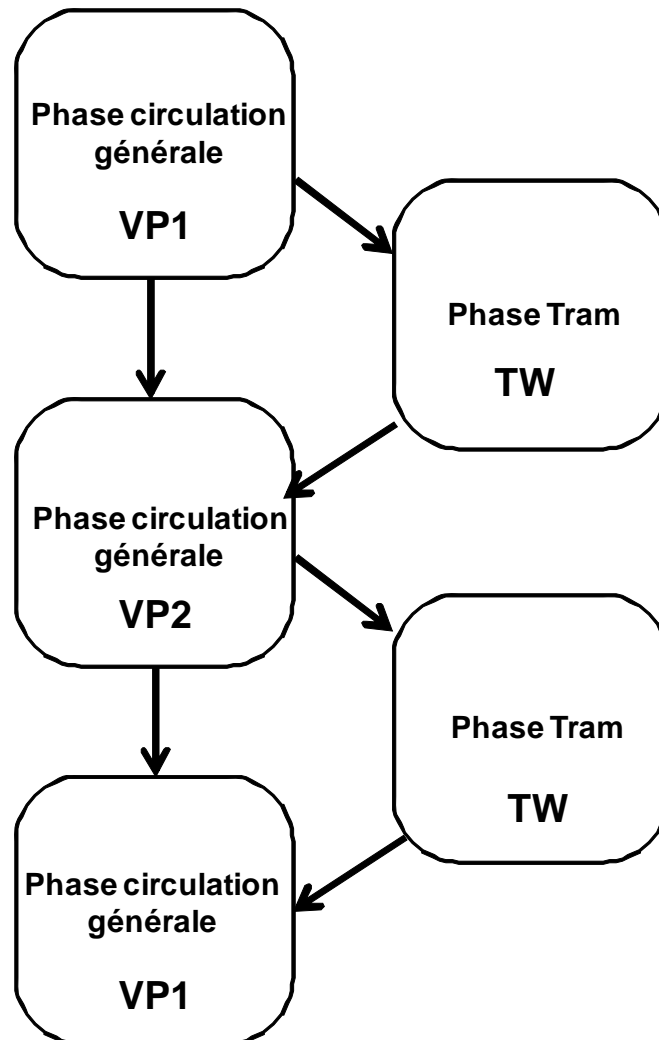 Phase circulation
générale
VP1
Phase Tram
TW
Phase circulation
générale
VP2
Phase Tram
TW
Phase circulation
générale
VP1